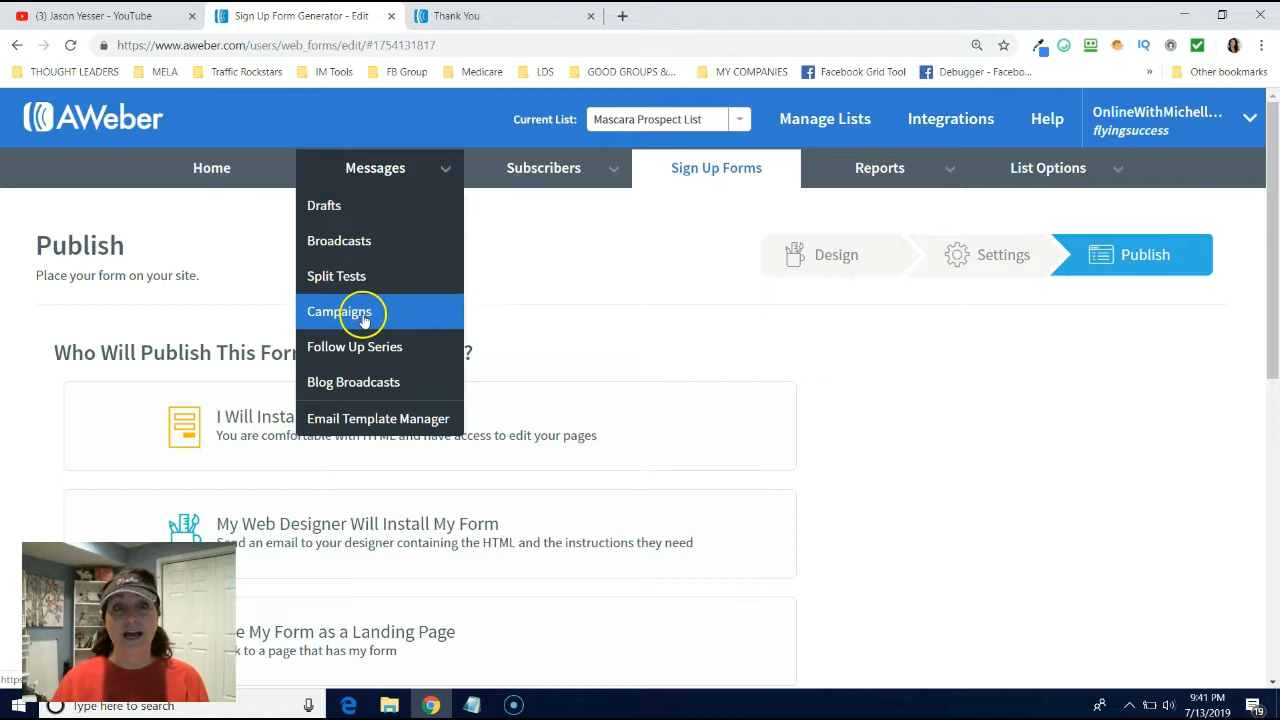 (3) Jason Yesser - YouTube
Sign Up Form Generator - Edit
Thank You
https://www.aweber.com/users/web_forms/edit/#1754131817
THOUGHT LEADERS
MELA
Traffic Rockstars
IM Tools
FB Group
Medicare
LDS
GOOD GROUPS &...
MY COMPANIES
Facebook Grid Tool
Debugger - Facebo...
»
Other bookmarks
AWeber
Current List:
Mascara Prospect List
Manage Lists
Integrations
Help
OnlineWithMichell...
flyingsuccess
Home
Messages
Subscribers
Sign Up Forms
Reports
List Options
Drafts
Broadcasts
Split Tests
Campaigns
Follow Up Series
Blog Broadcasts
Email Template Manager
Publish
Place your form on your site.
Design
Settings
Publish
Who Will Publish This For
?
I Will Insta
You are comfortable with HTML and have access to edit your pages
My Web Designer Will Install My Form
Send an email to your designer containing the HTML and the instructions they need
e My Form as a Landing Page
k to a page that has my form
https
Type here to search
9:41 PM
7/13/2019
19